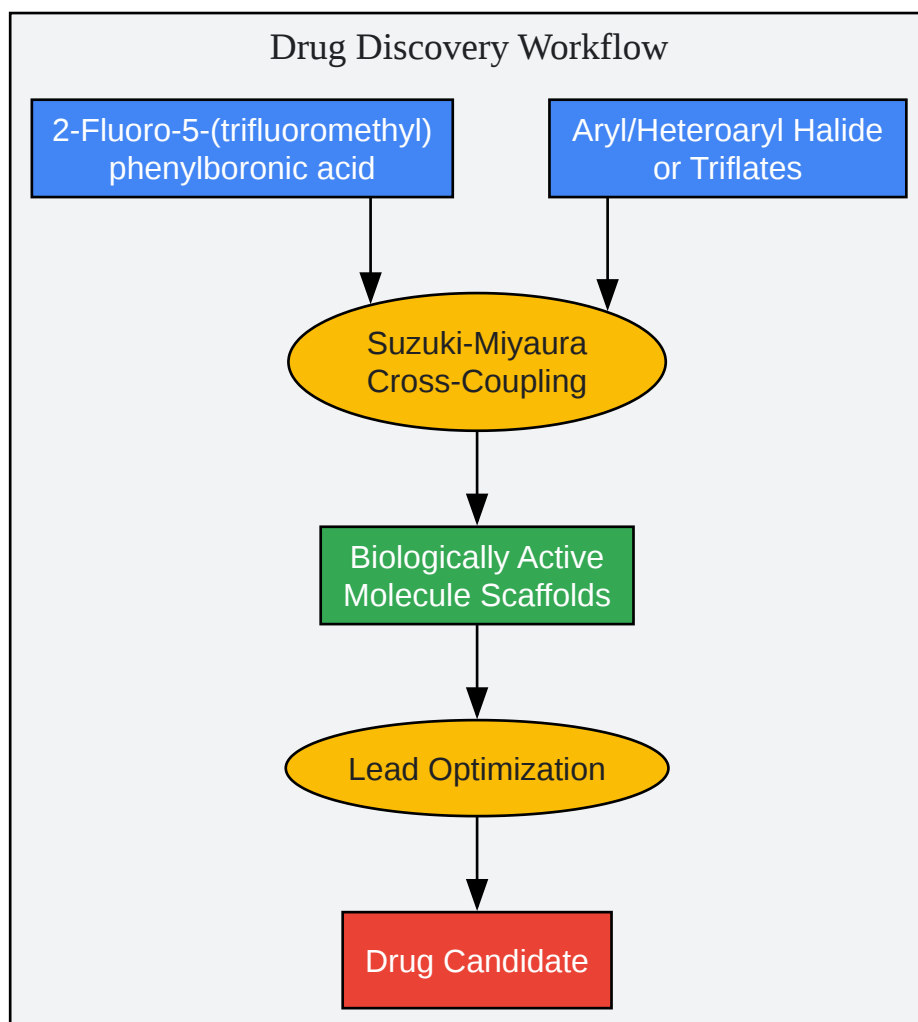 Drug Discovery Workflow
2-Fluoro-5-(trifluoromethyl)
phenylboronic acid
Aryl/Heteroaryl Halide
or Triflates
Suzuki-Miyaura
Cross-Coupling
Biologically Active
Molecule Scaffolds
Lead Optimization
Drug Candidate